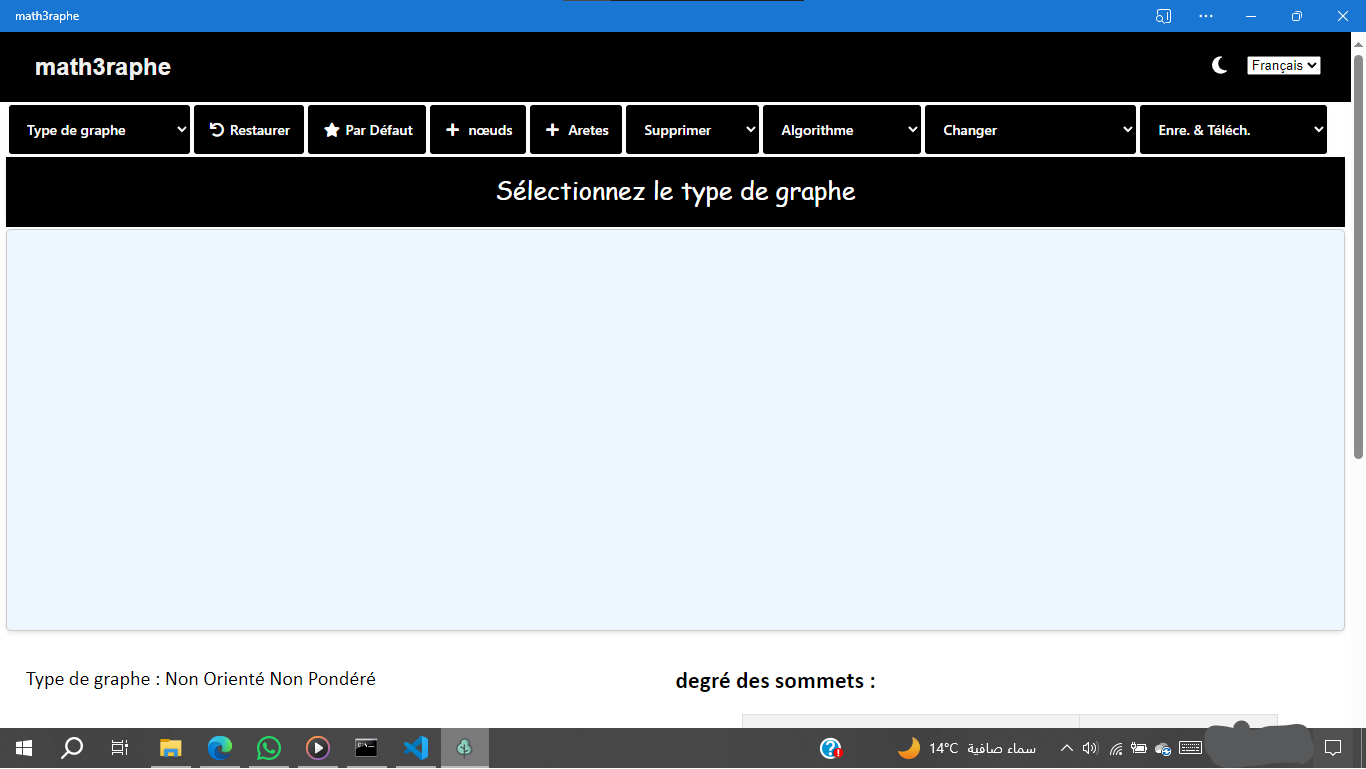 math3raphe
math3raphe
Français
Type de graphe
Restaurer
Par Défaut
nœuds
Aretes
Supprimer
Algorithme
Changer
Enre. & Téléch.
Sélectionnez le type de graphe
Type de graphe : Non Orienté Non Pondéré
degré des sommets :
14°C سماء صافية